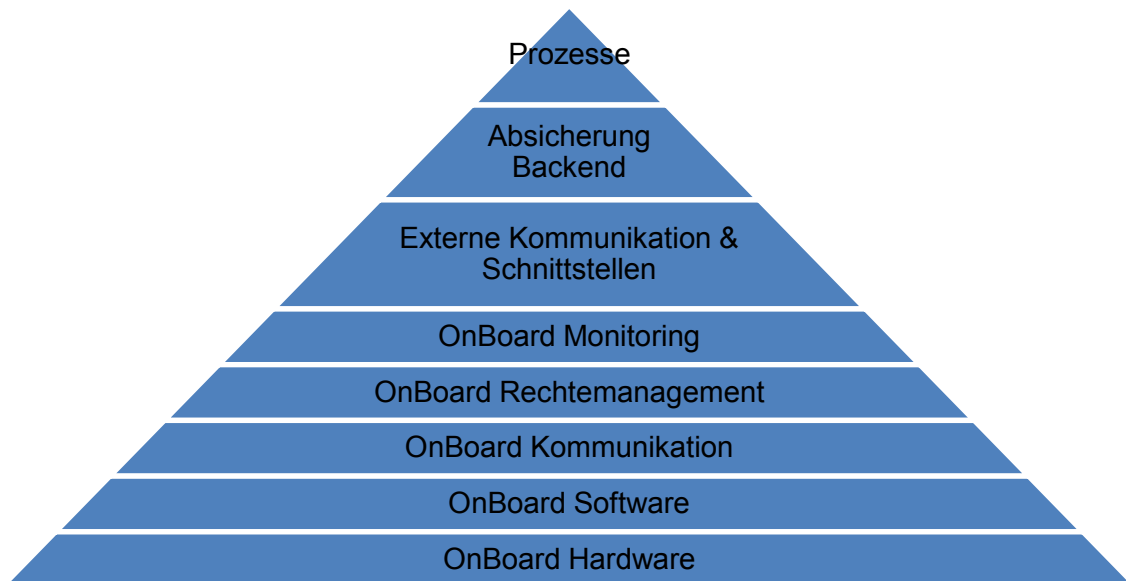 Prozesse
Absicherung
Backend
Externe Kommunikation &
Schnittstellen
OnBoard Monitoring
OnBoard Rechtemanagement
OnBoard Kommunikation
OnBoard Software
OnBoard Hardware